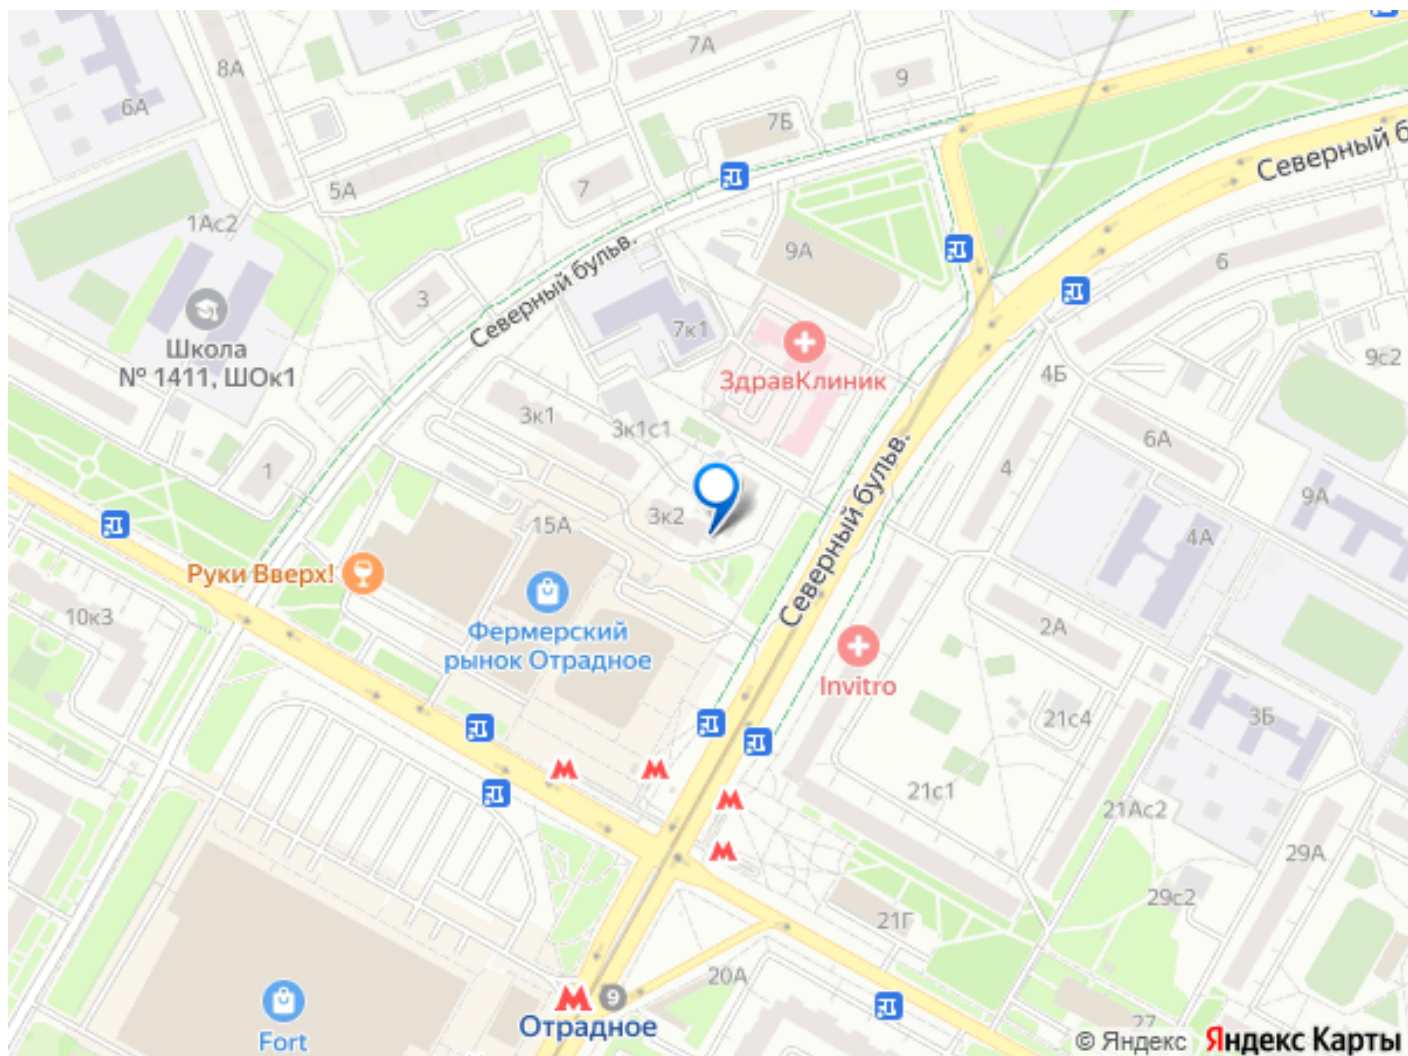 7А
8А
9
6А
7Б
Северный б
5А
7
1Ас2
9А
6
Северный бульв.
3
7к1
Школа
№ 1411, ШОк1
ЗдравКлиник
4Б
9с2
3к1
3к1с1
6А
1
4
Северный бульв.
9А
3к2
15А
4А
Руки Вверх!
10к3
Фермерский
рынок Отрадное
2А
Invitro
21с4
3Б
21с1
21Ас2
29А
29с2
21Г
20А
9
Отрадное
Fort
27
© Яндекс Яндекс Карты